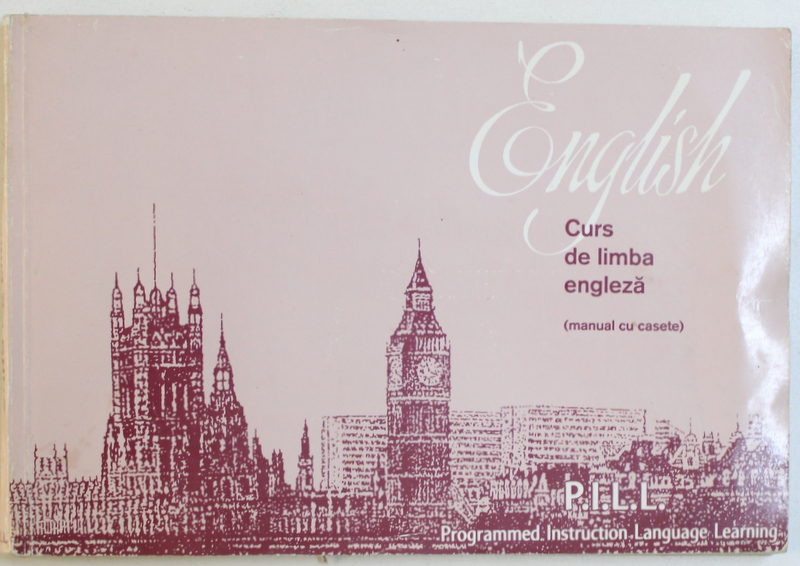 English
Curs
de limba
engleză
(manual cu casete)
P.I.L.L.
Programmed Instruction Language Learning